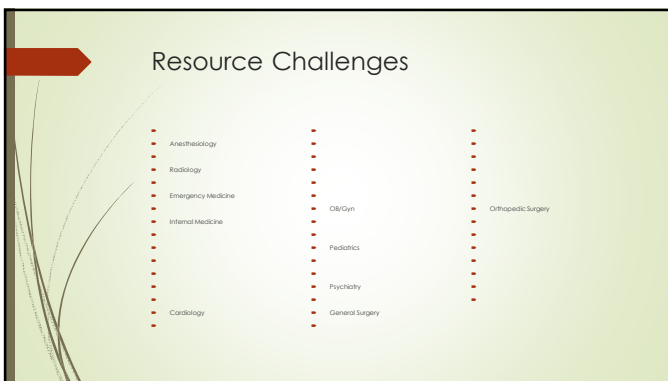 Resource Challenges
Anesthesiology
Radiology
Emergency Medicine
Internal Medicine
Cardiology
OB/Gyn
Pediatrics
Psychiatry
General Surgery
Orthopedic Surgery